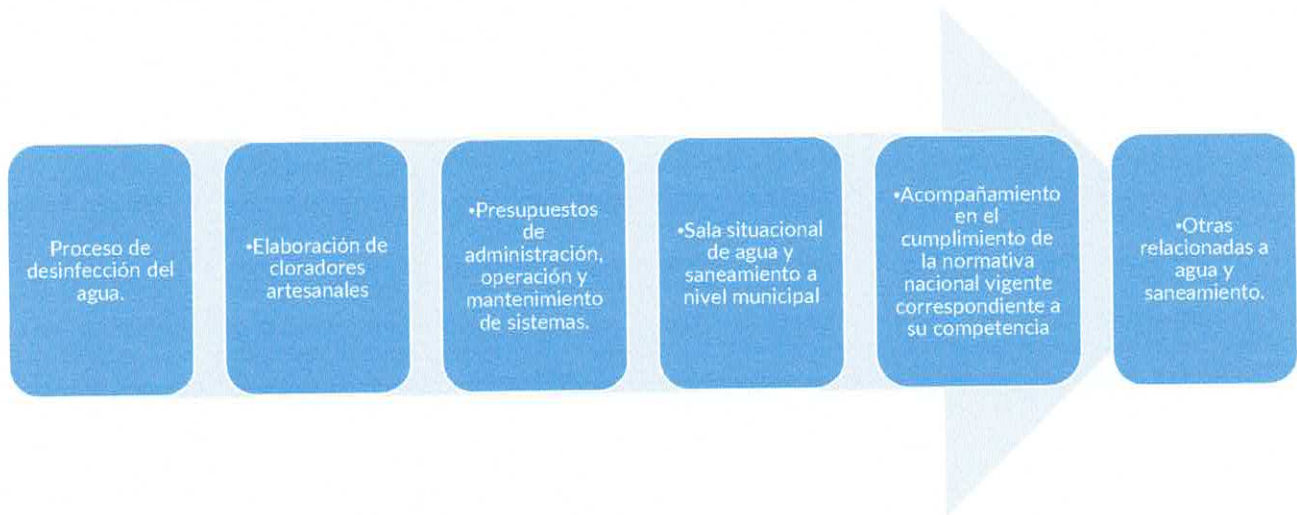 Proceso de
desinfección del
agua.
•Elaboración de
cloradores
artesanales
•Presupuestos
de
administración,
operación y
mantenimiento
de sistemas.
•Sala situacional
de agua y
saneamiento a
nivel municipal
•Acompañamiento
en el
cumplimiento de
la normativa
nacional vigente
correspondiente a
su competencia
•Otras
relacionadas a
agua y
saneamiento.